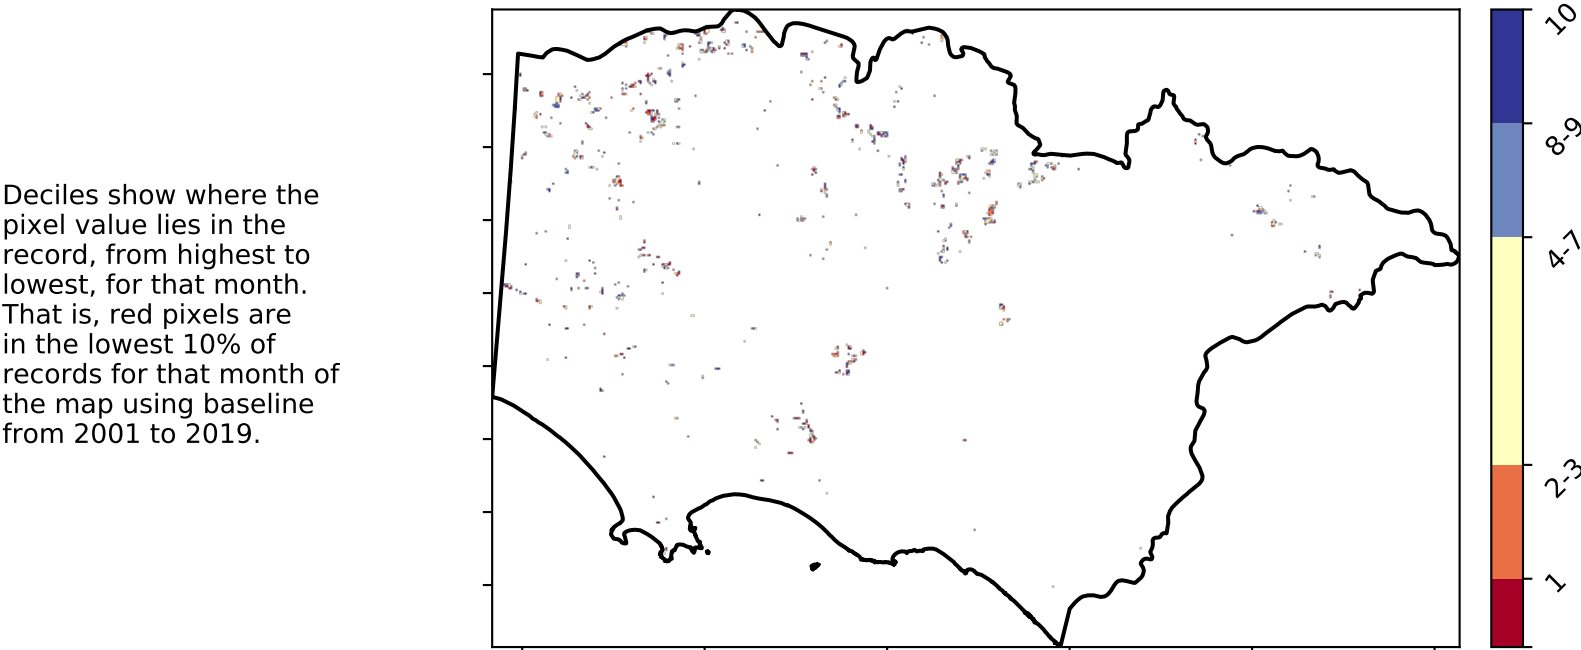 Deciles show where the
pixel value lies in the
record, from highest to
lowest, for that month.
That is, red pixels are
in the lowest 10% of
records for that month of
the map using baseline
from 2001 to 2019.
10
8-9
4-7
2-3
1